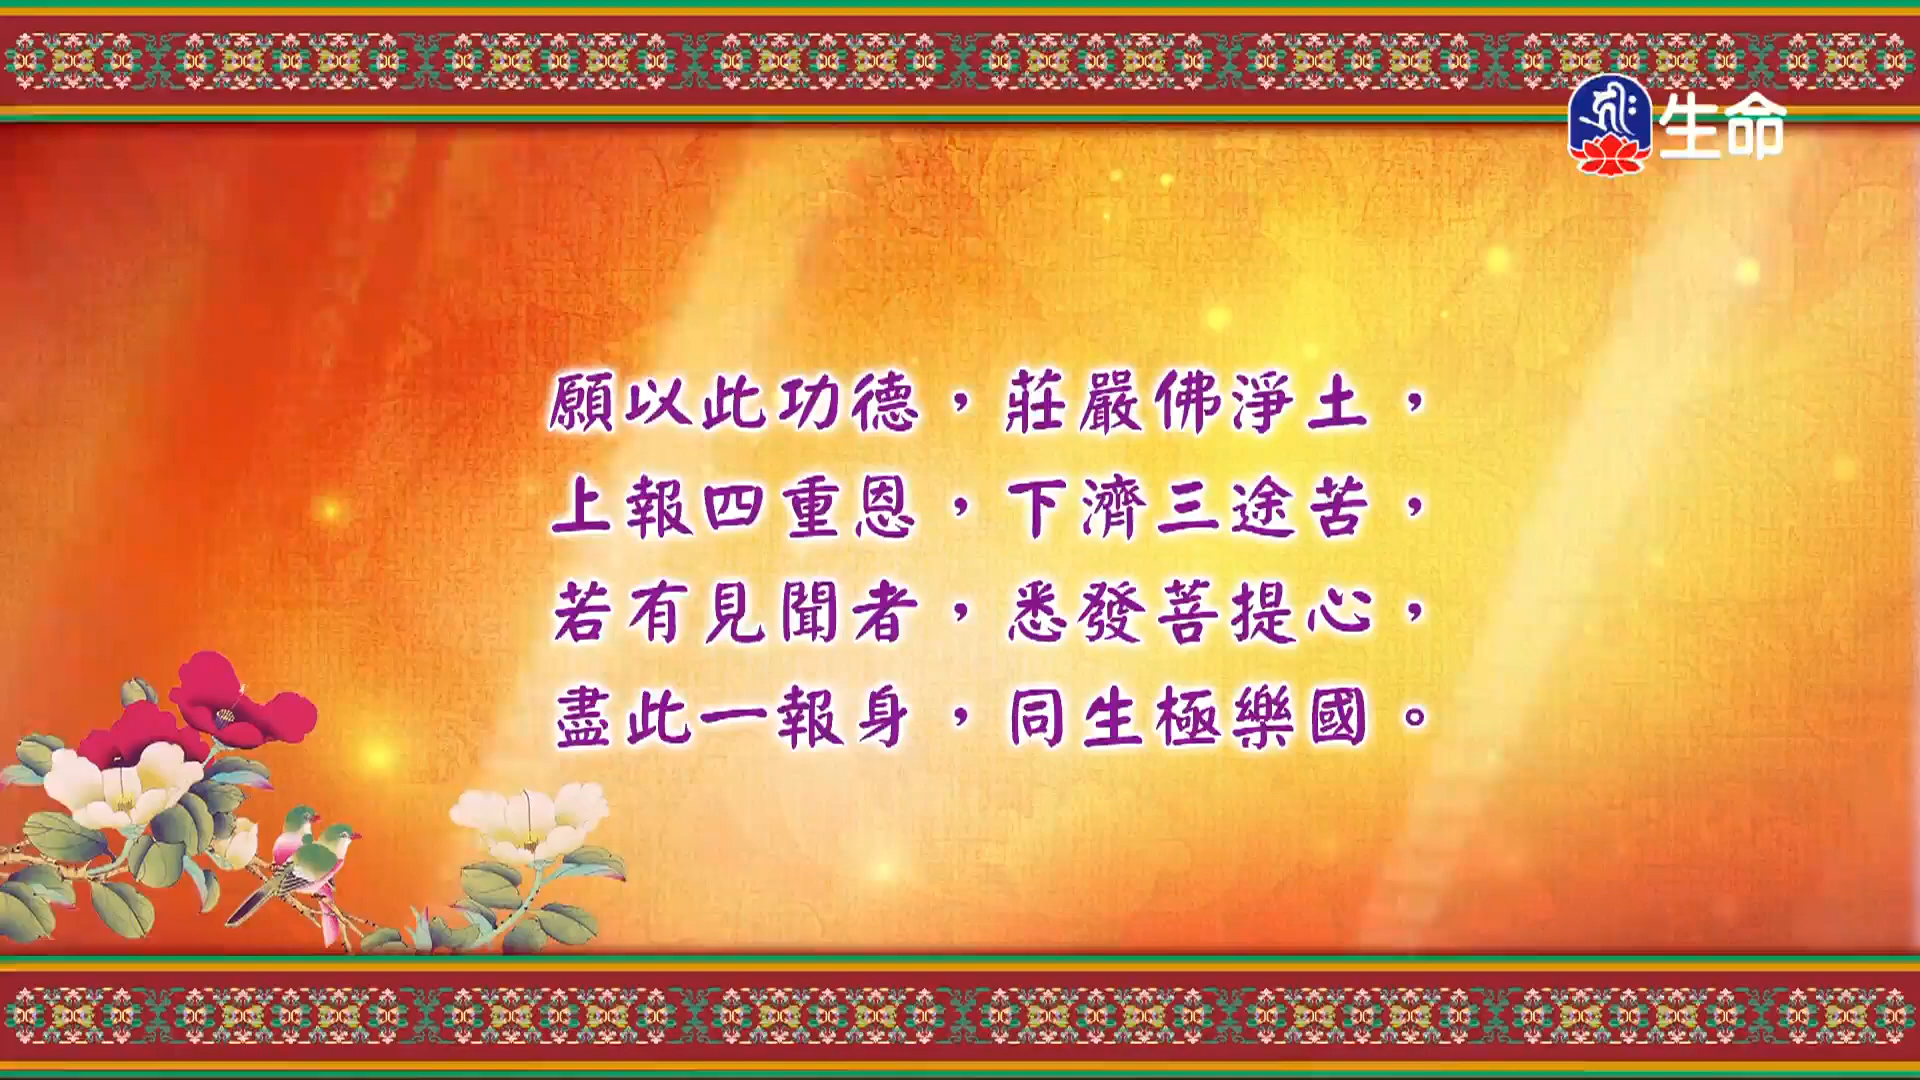 生命
願以此功德，莊嚴佛淨土，
上報四重恩，下濟三途苦，
若有見聞者，悉發菩提心，
盡此一報身，同生極樂國。